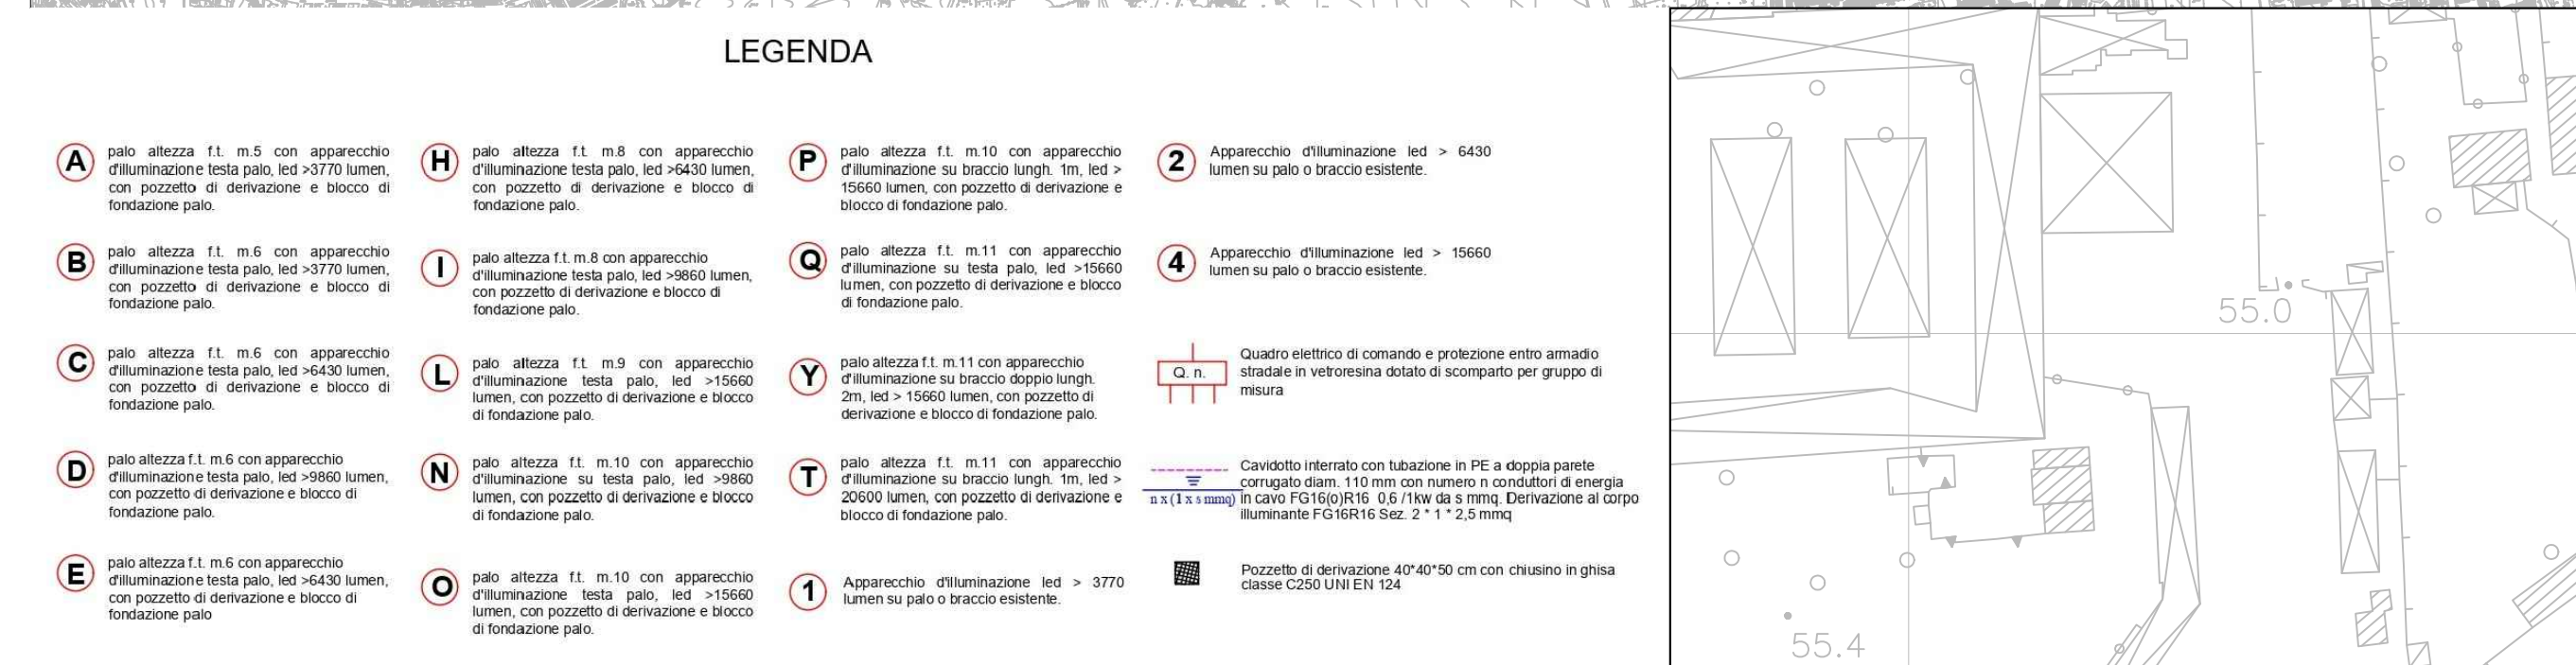 LEGENDA
A
palo altezza f.t. m.5 con apparecchio
d'illuminazione testa palo, led >3770 lumen,
con pozzetto di derivazione e blocco di
fondazione palo.
B
palo altezza f.t. m.6 con apparecchio
d'illuminazione testa palo, led >3770 lumen,
con pozzetto di derivazione e blocco di
fondazione palo.
C
palo altezza f.t. m.6 con apparecchio
d'illuminazione testa palo, led >6430 lumen,
con pozzetto di derivazione e blocco di
fondazione palo.
D
palo altezza f.t. m.6 con apparecchio
d'illuminazione testa palo, led >9860 lumen,
con pozzetto di derivazione e blocco di
fondazione palo.
E
palo altezza f.t. m.6 con apparecchio
d'illuminazione testa palo, led >6430 lumen,
con pozzetto di derivazione e blocco di
fondazione palo
H
palo altezza f.t. m.8 con apparecchio
d'illuminazione testa palo, led >6430 lumen,
con pozzetto di derivazione e blocco di
fondazione palo.
I
palo altezza f.t. m.8 con apparecchio
d'illuminazione testa palo, led >9860 lumen,
con pozzetto di derivazione e blocco di
fondazione palo.
L
palo altezza f.t. m.9 con apparecchio
d'illuminazione testa palo, led >15660
lumen, con pozzetto di derivazione e blocco
di fondazione palo.
N
palo altezza f.t. m.10 con apparecchio
d'illuminazione su testa palo, led >9860
lumen, con pozzetto di derivazione e blocco
di fondazione palo.
O
palo altezza f.t. m.10 con apparecchio
d'illuminazione testa palo, led >15660
lumen, con pozzetto di derivazione e blocco
di fondazione palo.
P
palo altezza f.t. m.10 con apparecchio
d'illuminazione su braccio lungh. 1m, led >
15660 lumen, con pozzetto di derivazione e
blocco di fondazione palo.
Q
palo altezza f.t. m.11 con apparecchio
d'illuminazione su testa palo, led >15660
lumen, con pozzetto di derivazione e blocco
di fondazione palo.
Y
palo altezza f.t. m.11 con apparecchio
d'illuminazione su braccio doppio lungh.
2m, led > 15660 lumen, con pozzetto di
derivazione e blocco di fondazione palo.
T
palo altezza f.t. m.11 con apparecchio
d'illuminazione su braccio lungh. 1m, led >
20600 lumen, con pozzetto di derivazione e
blocco di fondazione palo.
1
Apparecchio d'illuminazione led > 3770
lumen su palo o braccio esistente.
2
Apparecchio d'illuminazione led > 6430
lumen su palo o braccio esistente.
4
Apparecchio d'illuminazione led > 15660
lumen su palo o braccio esistente.
Q. n.
Quadro elettrico di comando e protezione entro armadio
stradale in vetroresina dotato di scomparto per gruppo di
misura
n x (1 x s mmq)
Cavidotto interrato con tubazione in PE a doppia parete
corrugato diam. 110 mm con numero n conduttori di energia
in cavo FG16(o)R16 0,6 /1kw da s mmq. Derivazione al corpo
illuminante FG16R16 Sez. 2 * 1 * 2,5 mmq
Pozzetto di derivazione 40*40*50 cm con chiusino in ghisa
classe C250 UNI EN 124
55.0
55.4